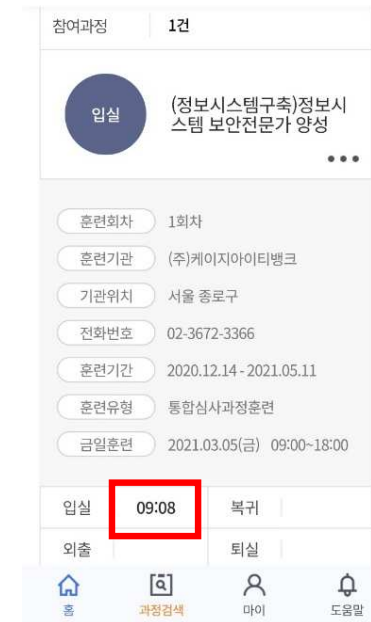 참여과정 1건
입실
(정보시스템구축)정보시
스템 보안전문가 양성
훈련회차 1회차
훈련기관 (주)케이지아이티뱅크
기관위치 서울 종로구
전화번호 02-3672-3366
훈련기간 2020.12.14 - 2021.05.11
훈련유형 통합심사과정훈련
금일훈련 2021.03.05(금) 09:00~18:00
입실 09:08 복귀
외출 퇴실
홈 과정검색 마이 도움말